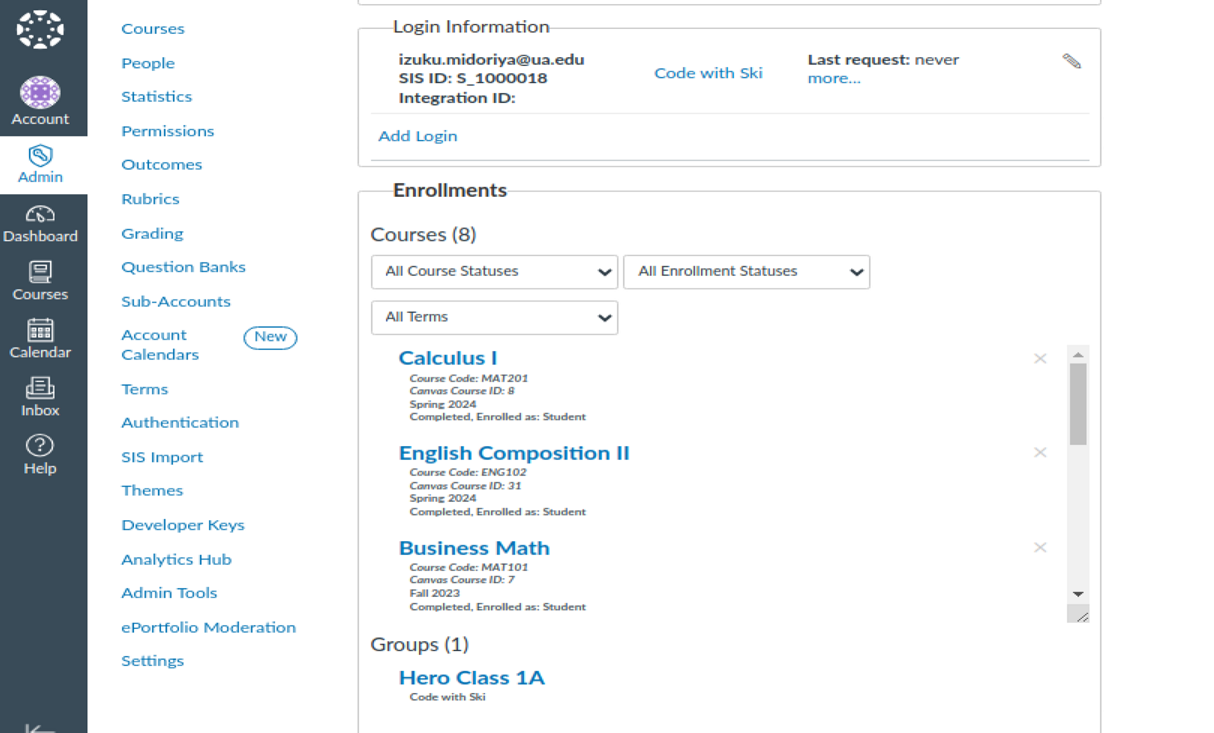 Account
Admin
Dashboard
Courses
Calendar
Inbox
Help
Courses
People
Statistics
Permissions
Outcomes
Rubrics
Grading
Question Banks
Sub-Accounts
Account
Calendars
New
Terms
Authentication
SIS Import
Themes
Developer Keys
Analytics Hub
Admin Tools
ePortfolio Moderation
Settings
Login Information
izuku.midoriya@ua.edu
SIS ID: S_1000018
Integration ID:
Code with Ski
Last request: never
more...
Add Login
Enrollments
Courses (8)
All Course Statuses
All Enrollment Statuses
All Terms
Calculus I
Course Code: MAT201
Canvas Course ID: 8
Spring 2024
Completed, Enrolled as: Student
English Composition II
Course Code: ENG102
Canvas Course ID: 31
Spring 2024
Completed, Enrolled as: Student
Business Math
Course Code: MAT101
Canvas Course ID: 7
Fall 2023
Completed, Enrolled as: Student
Groups (1)
Hero Class 1A
Code with Ski